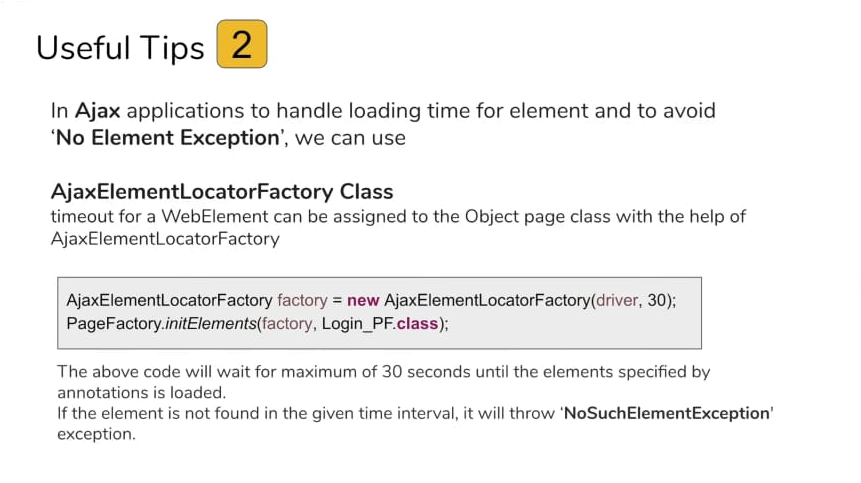 Useful Tips 2
In Ajax applications to handle loading time for element and to avoid
‘No Element Exception’, we can use
AjaxElementLocatorFactory Class
timeout for a WebElement can be assigned to the Object page class with the help of
AjaxElementLocatorFactory
AjaxElementLocatorFactory factory = new AjaxElementLocatorFactory(driver, 30);
PageFactory.initElements(factory, Login_PF.class);
The above code will wait for maximum of 30 seconds until the elements specified by
annotations is loaded.
If the element is not found in the given time interval, it will throw ‘NoSuchElementException'
exception.